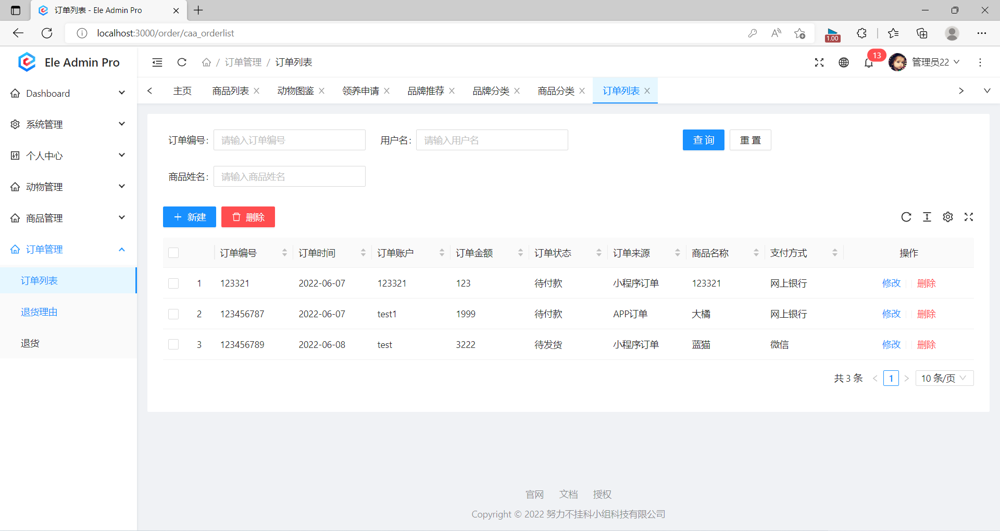 订单列表 - Ele Admin Pro
localhost:3000/order/caa_orderlist
1.00
Ele Admin Pro
/ 订单管理 / 订单列表
13
管理员22
主页 商品列表 动物图鉴 领养申请 品牌推荐 品牌分类 商品分类 订单列表
Dashboard
系统管理
个人中心
动物管理
商品管理
订单管理
订单列表
退货理由
退货
订单编号: 请输入订单编号 用户名: 请输入用户名 查 询 重 置
商品姓名: 请输入商品姓名
新建 删除
订单编号 订单时间 订单账户 订单金额 订单状态 订单来源 商品名称 支付方式 操作
1 123321 2022-06-07 123321 123 待付款 小程序订单 123321 网上银行 修改 删除
2 123456787 2022-06-07 test1 1999 待付款 APP订单 大橘 网上银行 修改 删除
3 123456789 2022-06-08 test 3222 待发货 小程序订单 蓝猫 微信 修改 删除
共 3 条 1 10 条/页
官网 文档 授权
Copyright © 2022 努力不挂科小组科技有限公司